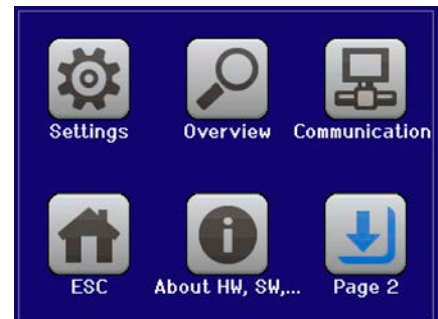 Settings
Overview
Communication
ESC
About HW, SW,...
Page 2